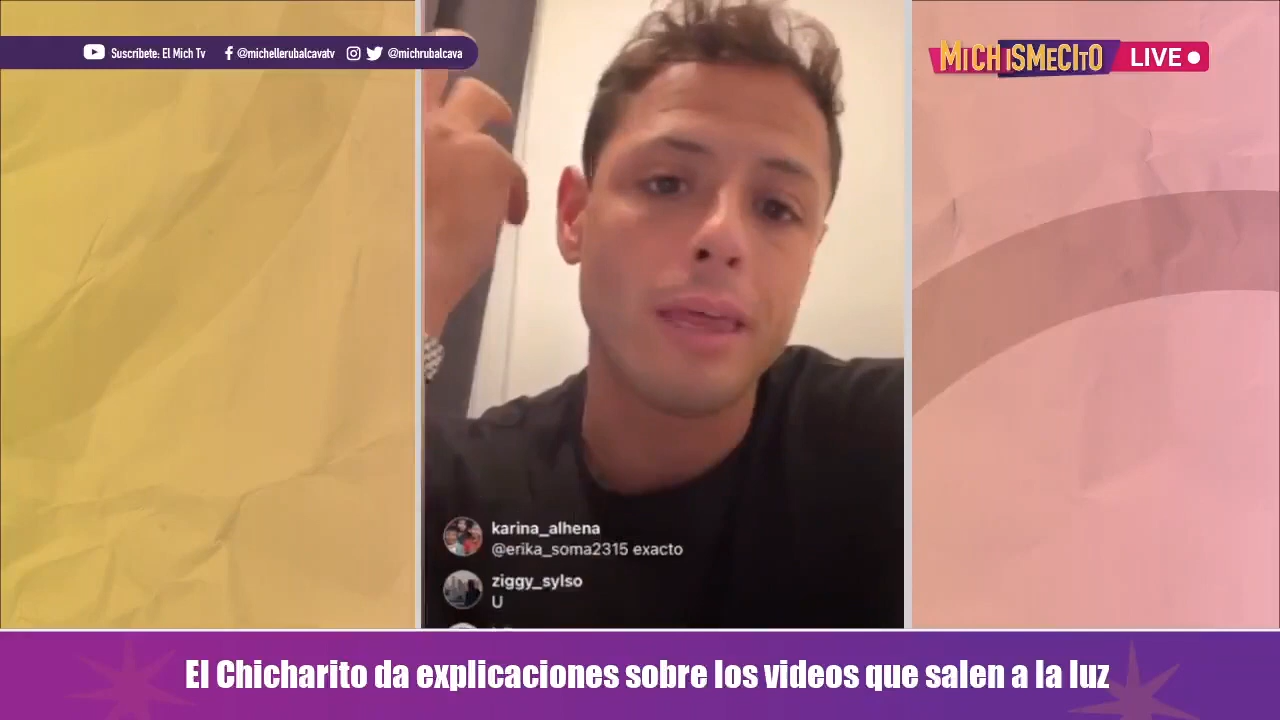 Suscríbete: El Mich Tv @michellerubalcavatv @michrubalcava
MICHISMECITO LIVE
karina_alhena
@erika_soma2315 exacto
ziggy_sylso
U
El Chicharito da explicaciones sobre los videos que salen a la luz